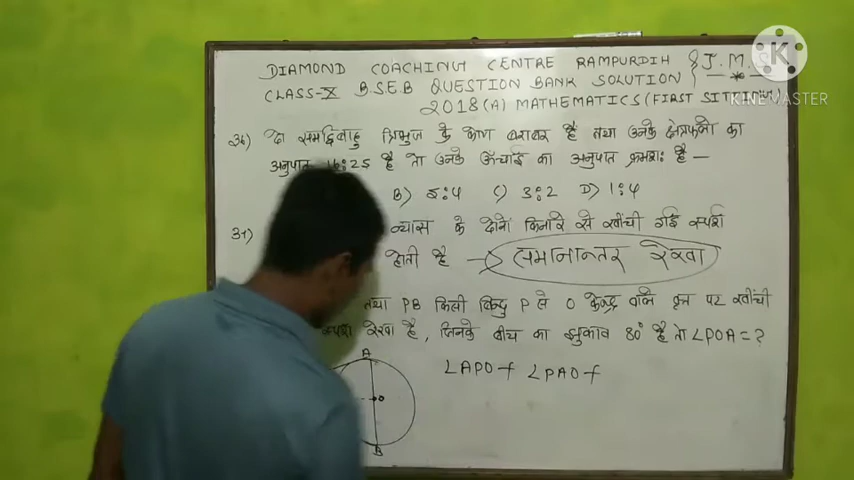 DIAMOND COACHING CENTRE RAMPURDIH
CLASS-X B.S.E.B QUESTION BANK SOLUTION
2018(A) MATHEMATICS (FIRST SITTING)
J.M.S
KINEMASTER
36) दो समद्विबाहु त्रिभुज के कोण बराबर है तथा उनके क्षेत्रफलो का
अनुपात 16:25 है तो उनके ऊँचाई का अनुपात क्रमश: है —
B) 5:4 C) 3:2 D) 1:4
37) व्यास के दोनों किनारे से खींची गई स्पर्श
होती है → समानान्तर रेखा
तथा PB किसी बिन्दु P से O केन्द्र वाले वृत्त पर खींची
स्पर्श रेखा है, जिनके बीच का झुकाव 80° है तो ∠POA=?
A
∠APO + ∠PAO +
O
B